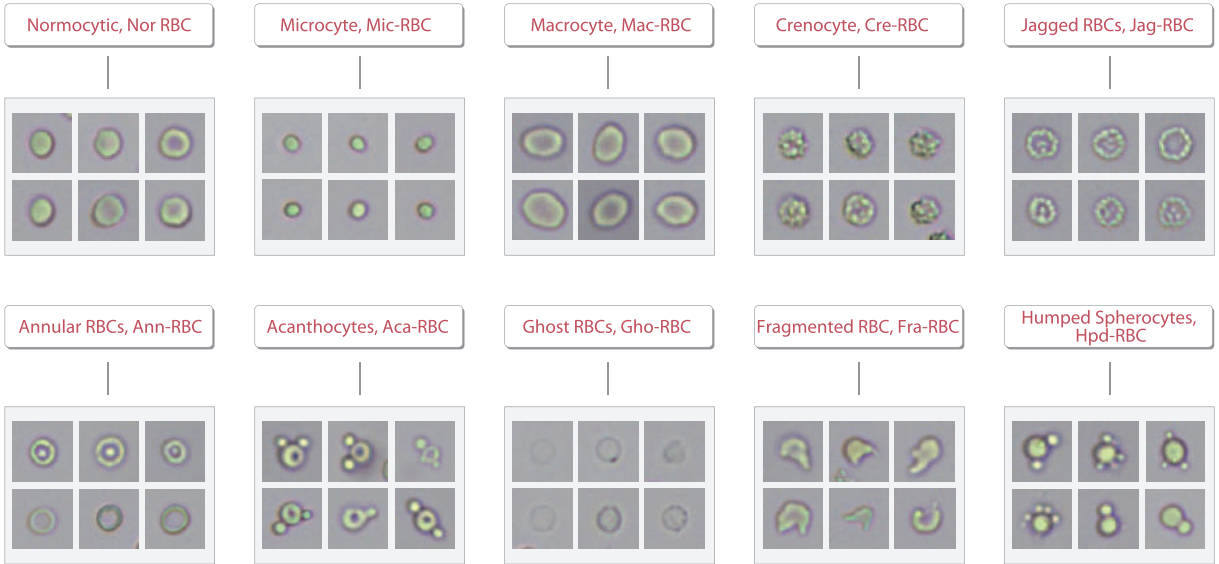 Normocytic, Nor RBC
Microcyte, Mic-RBC
Macrocyte, Mac-RBC
Crenocyte, Cre-RBC
Jagged RBCs, Jag-RBC
Annular RBCs, Ann-RBC
Acanthocytes, Aca-RBC
Ghost RBCs, Gho-RBC
Fragmented RBC, Fra-RBC
Humped Spherocytes,
Hpd-RBC